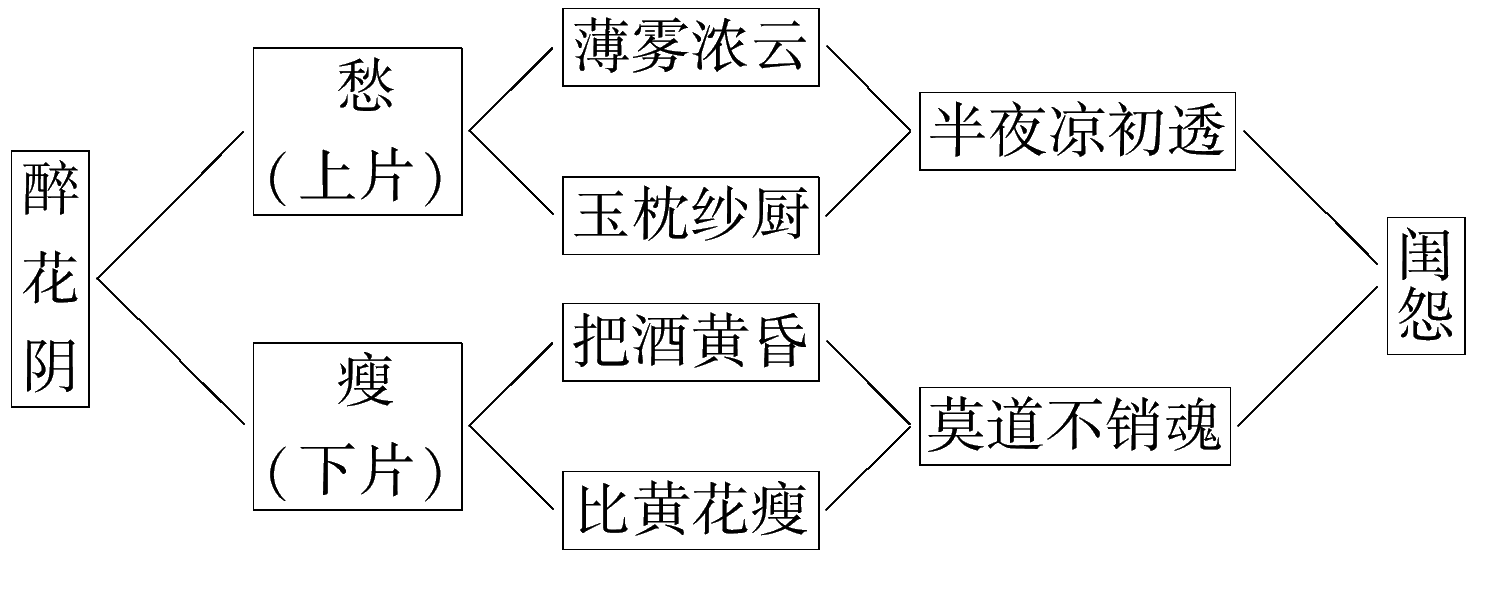 醉花阴
愁
（上片）
薄雾浓云
玉枕纱厨
半夜凉初透
瘦
（下片）
把酒黄昏
比黄花瘦
莫道不销魂
闺怨